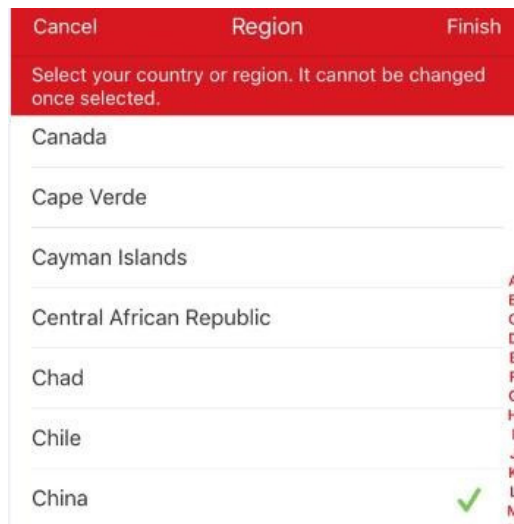 Cancel Region Finish
Select your country or region. It cannot be changed
once selected.
Canada
Cape Verde
Cayman Islands
Central African Republic
Chad
Chile
China
A
E
C
D
E
F
G
H
I
J
K
L
M